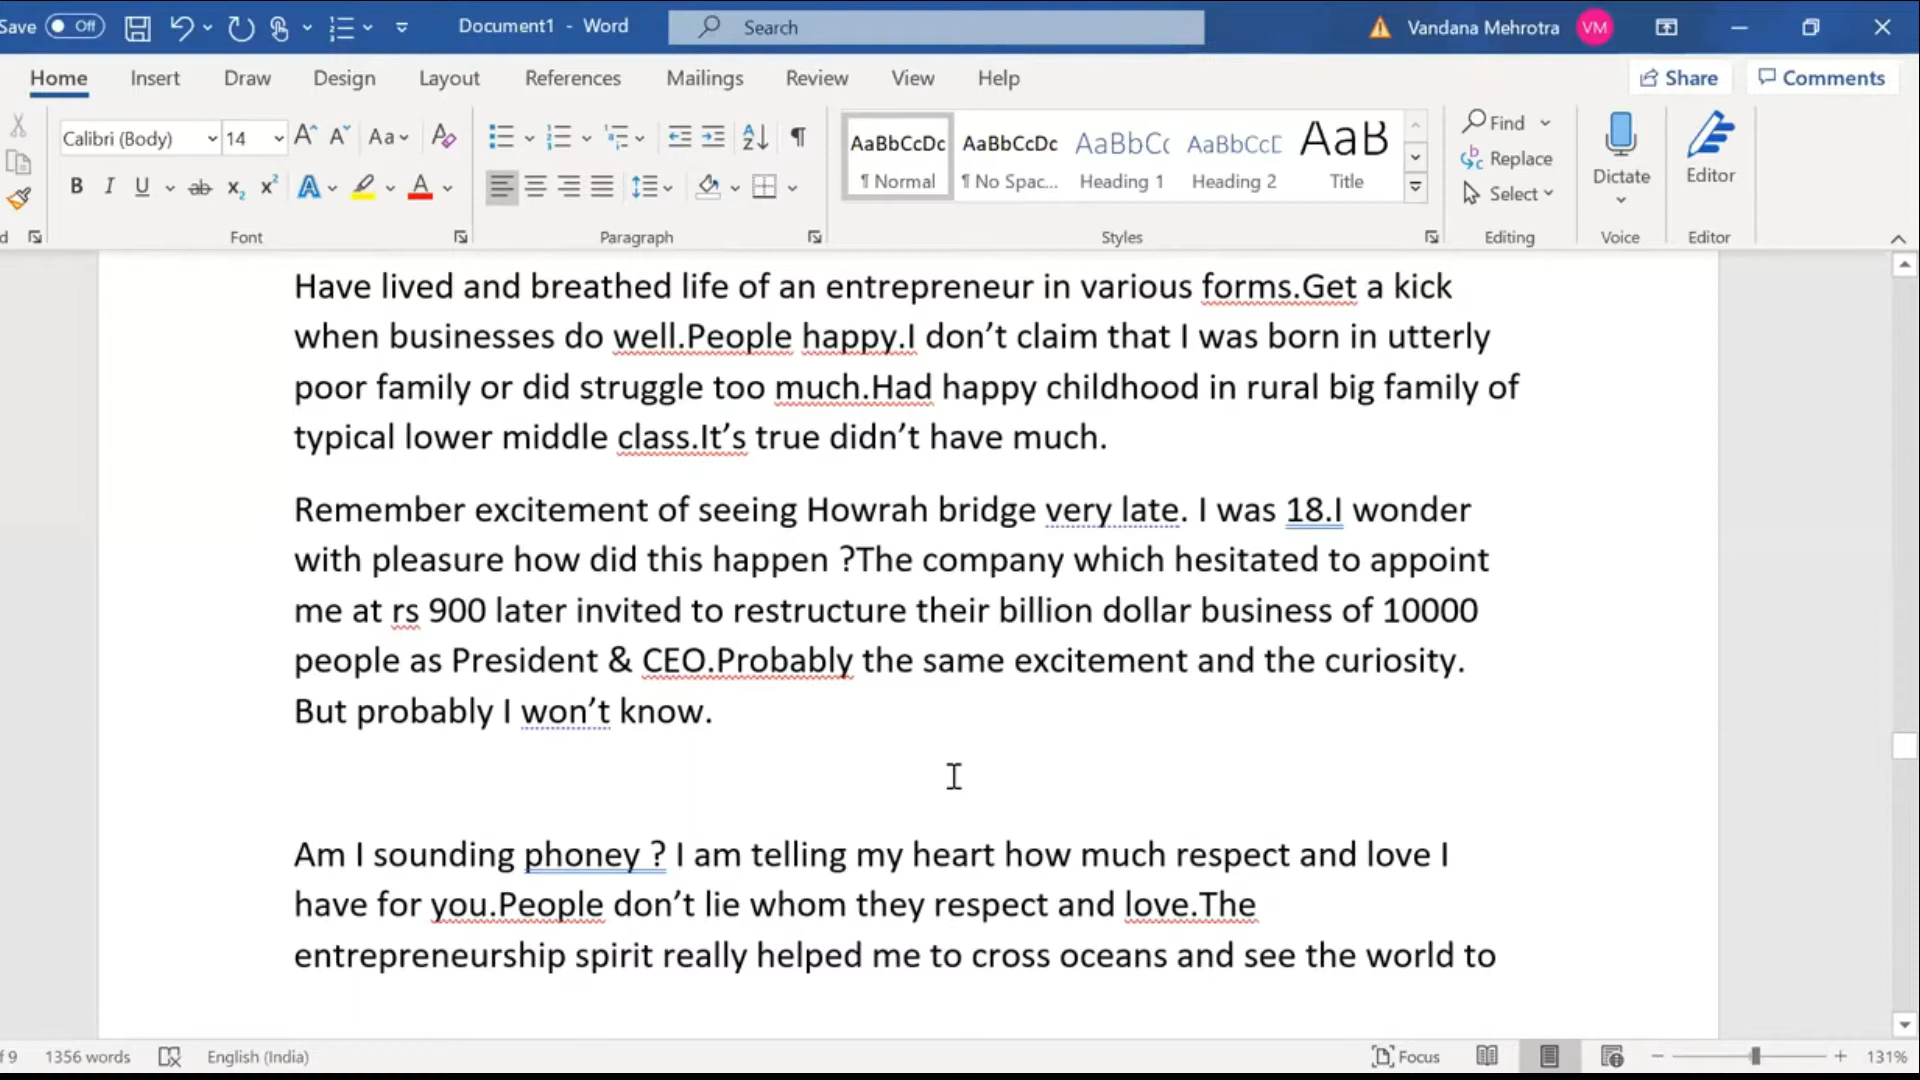 Save Off Document1 - Word Search Vandana Mehrotra VM
Home Insert Draw Design Layout References Mailings Review View Help Share Comments
Calibri (Body) 14 Aa AaBbCcDc AaBbCcDc AaBbCc AaBbCcD AaB Find
¶ Normal ¶ No Spac... Heading 1 Heading 2 Title Replace
Select Dictate Editor
Font Paragraph Styles Editing Voice Editor
Have lived and breathed life of an entrepreneur in various forms.Get a kick
when businesses do well.People happy.I don’t claim that I was born in utterly
poor family or did struggle too much.Had happy childhood in rural big family of
typical lower middle class.It’s true didn’t have much.
Remember excitement of seeing Howrah bridge very late. I was 18.I wonder
with pleasure how did this happen ?The company which hesitated to appoint
me at rs 900 later invited to restructure their billion dollar business of 10000
people as President & CEO.Probably the same excitement and the curiosity.
But probably I won’t know.
Am I sounding phoney ? I am telling my heart how much respect and love I
have for you.People don’t lie whom they respect and love.The
entrepreneurship spirit really helped me to cross oceans and see the world to
f 9 1356 words English (India) Focus 131%